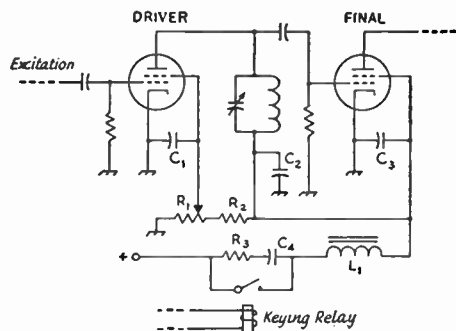 DRIVER
FINAL
Excitation
C1
C2
C3
R1
R2
R3
C4
+
L1
Keying Relay